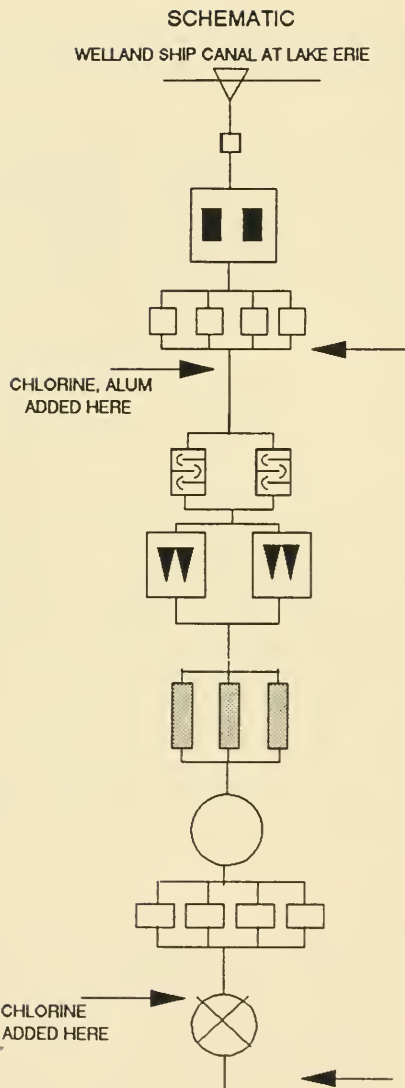 SCHEMATIC
WELLAND SHIP CANAL AT LAKE ERIE
CHLORINE, ALUM
ADDED HERE
CHLORINE
ADDED HERE